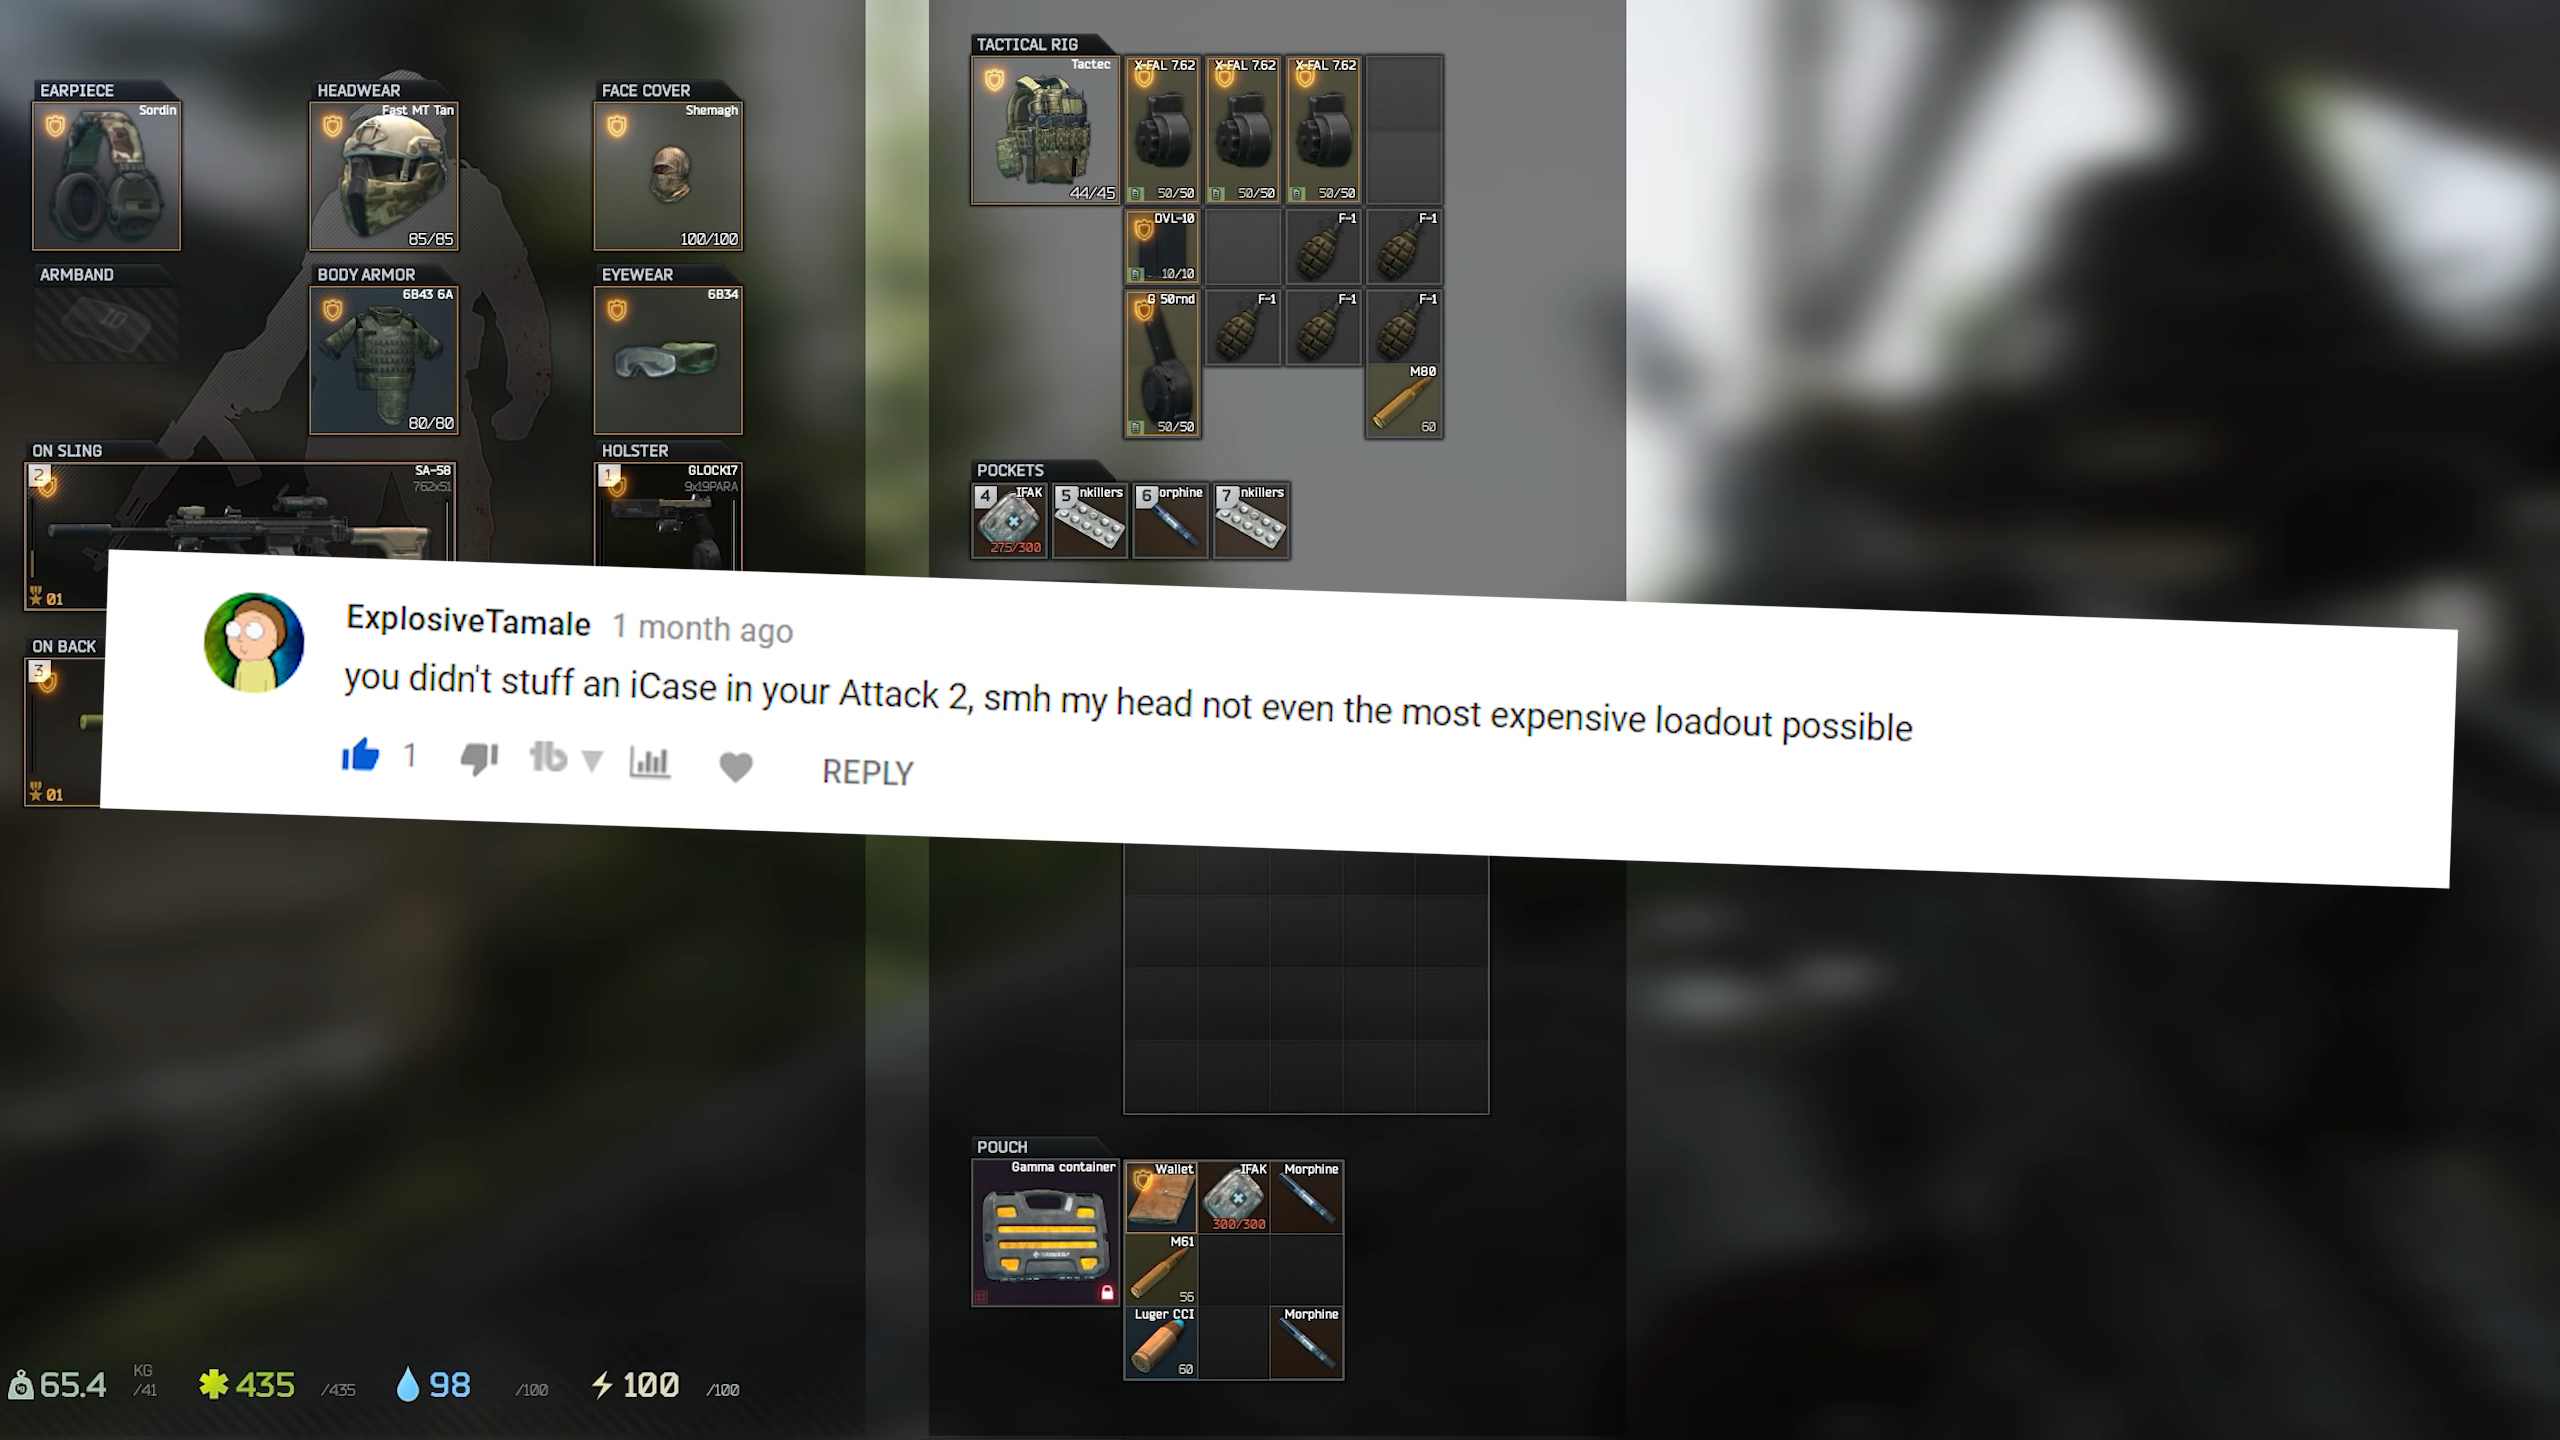 EARPIECE
Sordin
HEADWEAR
Fast MT Tan
85/85
FACE COVER
Shemagh
100/100
ARMBAND
BODY ARMOR
6B43 6A
80/80
EYEWEAR
6B34
ON SLING
2
SA-58
762x51
01
HOLSTER
1
GLOCK17
9x19PARA
ON BACK
3
01
TACTICAL RIG
Tactec
44/45
X-FAL 7.62
50/50
X-FAL 7.62
50/50
X-FAL 7.62
50/50
DVL-10
10/10
F-1
F-1
G 50rnd
50/50
F-1
F-1
F-1
M80
60
POCKETS
4
IFAK
275/300
5
nkillers
6
orphine
7
nkillers
ExplosiveTamale 1 month ago
you didn't stuff an iCase in your Attack 2, smh my head not even the most expensive loadout possible
1
REPLY
POUCH
Gamma container
Wallet
IFAK
300/300
Morphine
M61
56
Luger CCI
60
Morphine
65.4 KG /41
435 /435
98 /100
100 /100